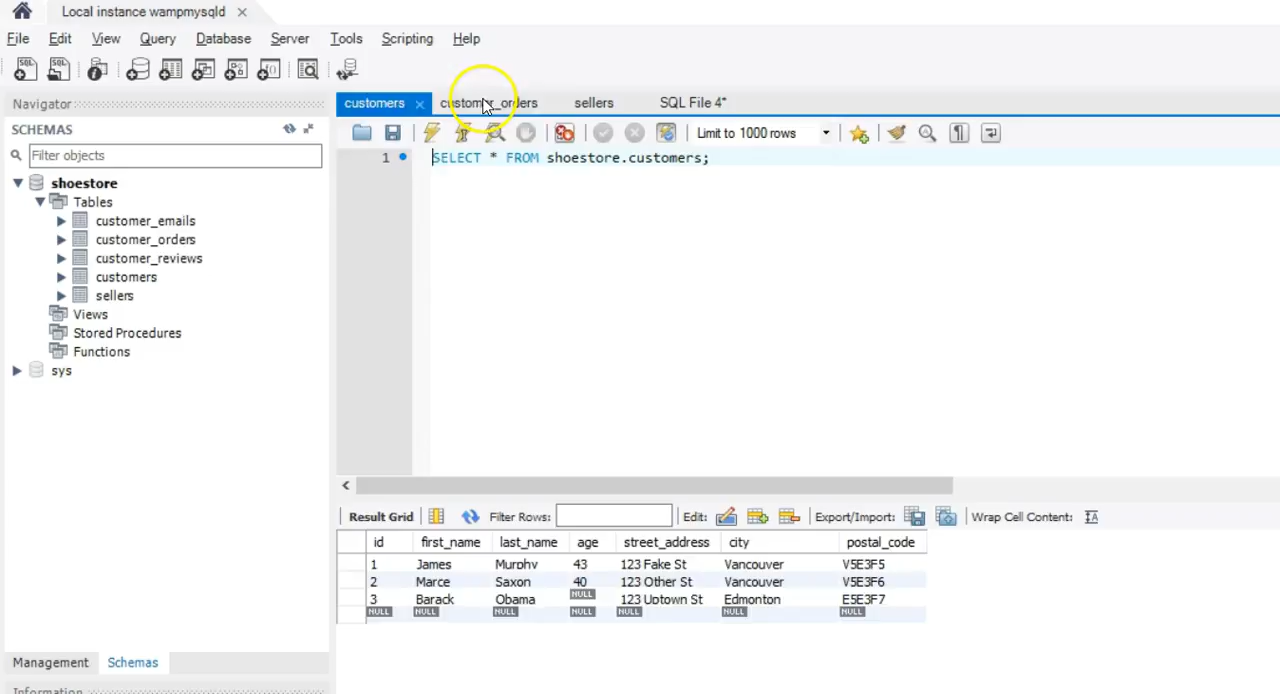 Local instance wampmysqld
File Edit View Query Database Server Tools Scripting Help
Navigator
SCHEMAS
Filter objects
shoestore
Tables
customer_emails
customer_orders
customer_reviews
customers
sellers
Views
Stored Procedures
Functions
sys
Management Schemas
Information
customers customer_orders sellers SQL File 4*
Limit to 1000 rows
1 SELECT * FROM shoestore.customers;
Result Grid Filter Rows: Edit: Export/Import: Wrap Cell Content:
id first_name last_name age street_address city postal_code
1 James Murphy 43 123 Fake St Vancouver V5E3F5
2 Marce Saxon 40 123 Other St Vancouver V5E3F6
3 Barack Obama NULL 123 Uptown St Edmonton E5E3F7
NULL NULL NULL NULL NULL NULL NULL